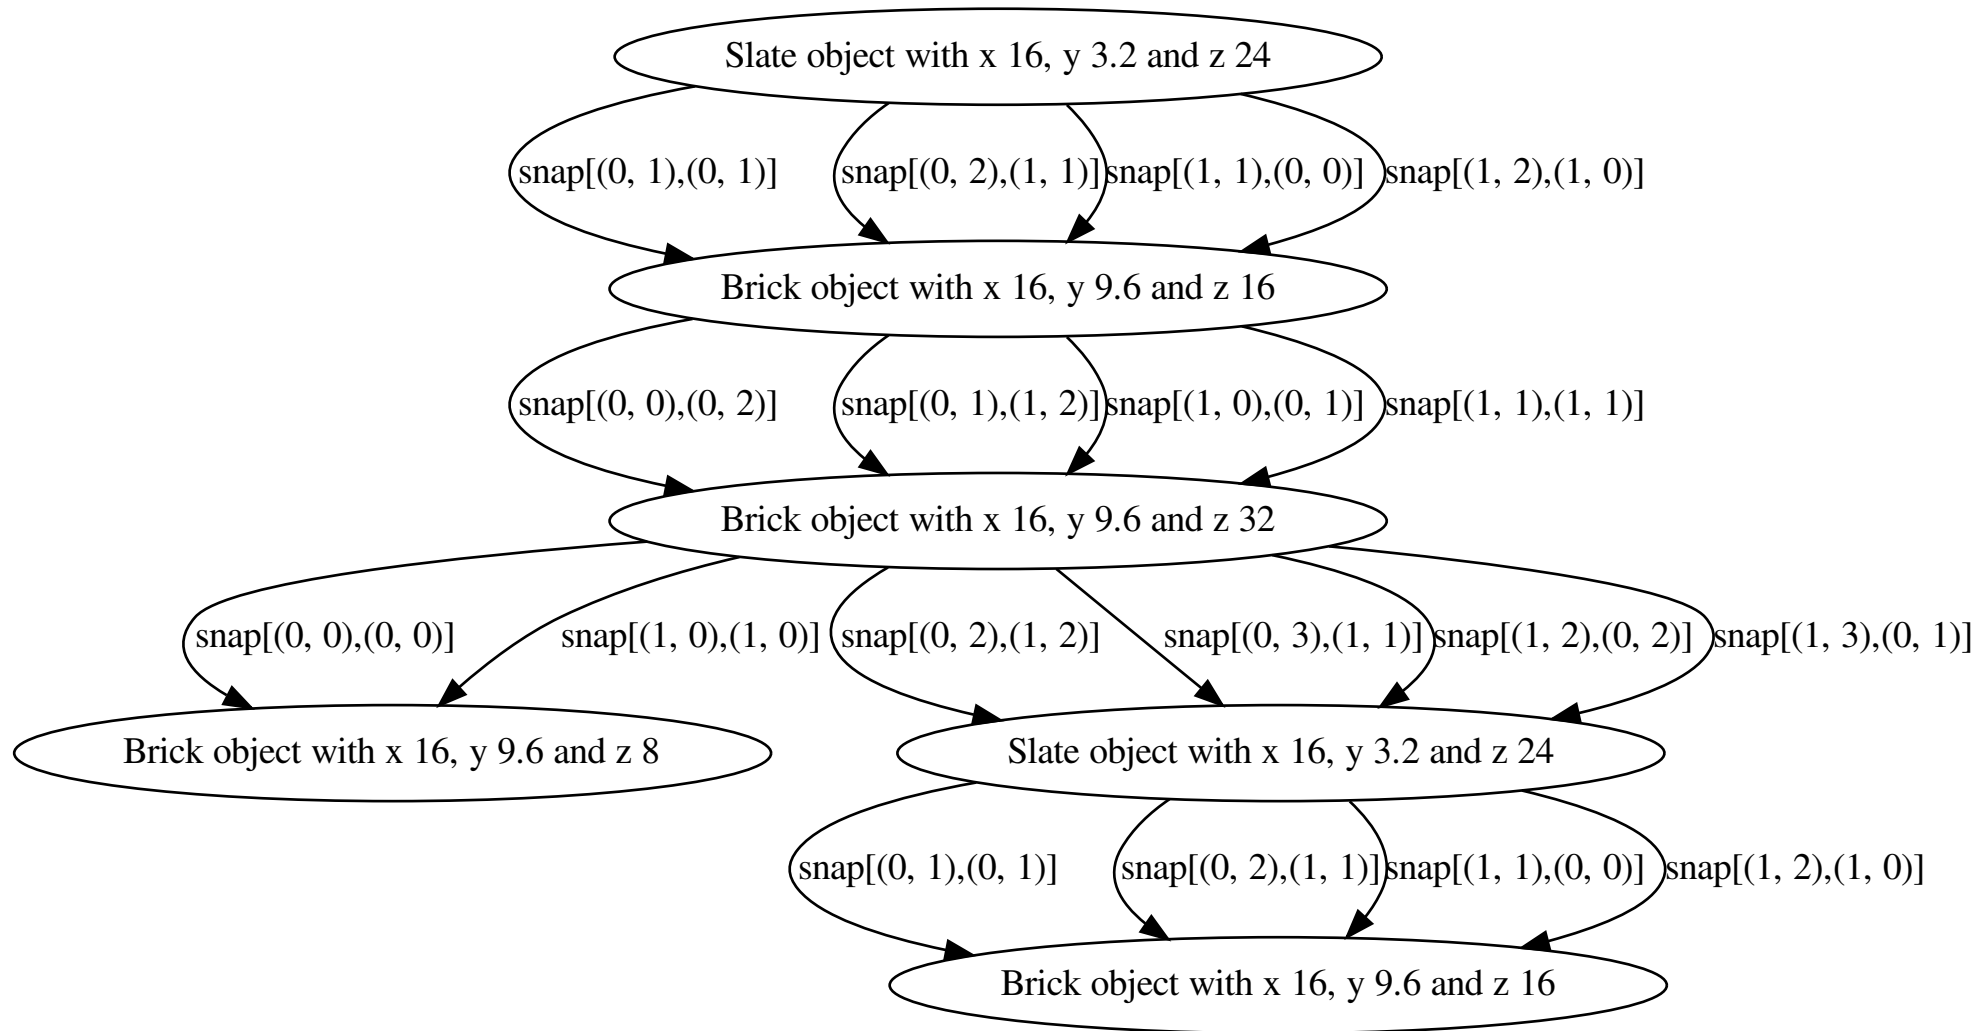 Slate object with x 16, y 3.2 and z 24
snap[(0, 1),(0, 1)]
snap[(0, 2),(1, 1)]
snap[(1, 1),(0, 0)]
snap[(1, 2),(1, 0)]
Brick object with x 16, y 9.6 and z 16
snap[(0, 0),(0, 2)]
snap[(0, 1),(1, 2)]
snap[(1, 0),(0, 1)]
snap[(1, 1),(1, 1)]
Brick object with x 16, y 9.6 and z 32
snap[(0, 0),(0, 0)]
snap[(1, 0),(1, 0)]
snap[(0, 2),(1, 2)]
snap[(0, 3),(1, 1)]
snap[(1, 2),(0, 2)]
snap[(1, 3),(0, 1)]
Brick object with x 16, y 9.6 and z 8
Slate object with x 16, y 3.2 and z 24
snap[(0, 1),(0, 1)]
snap[(0, 2),(1, 1)]
snap[(1, 1),(0, 0)]
snap[(1, 2),(1, 0)]
Brick object with x 16, y 9.6 and z 16